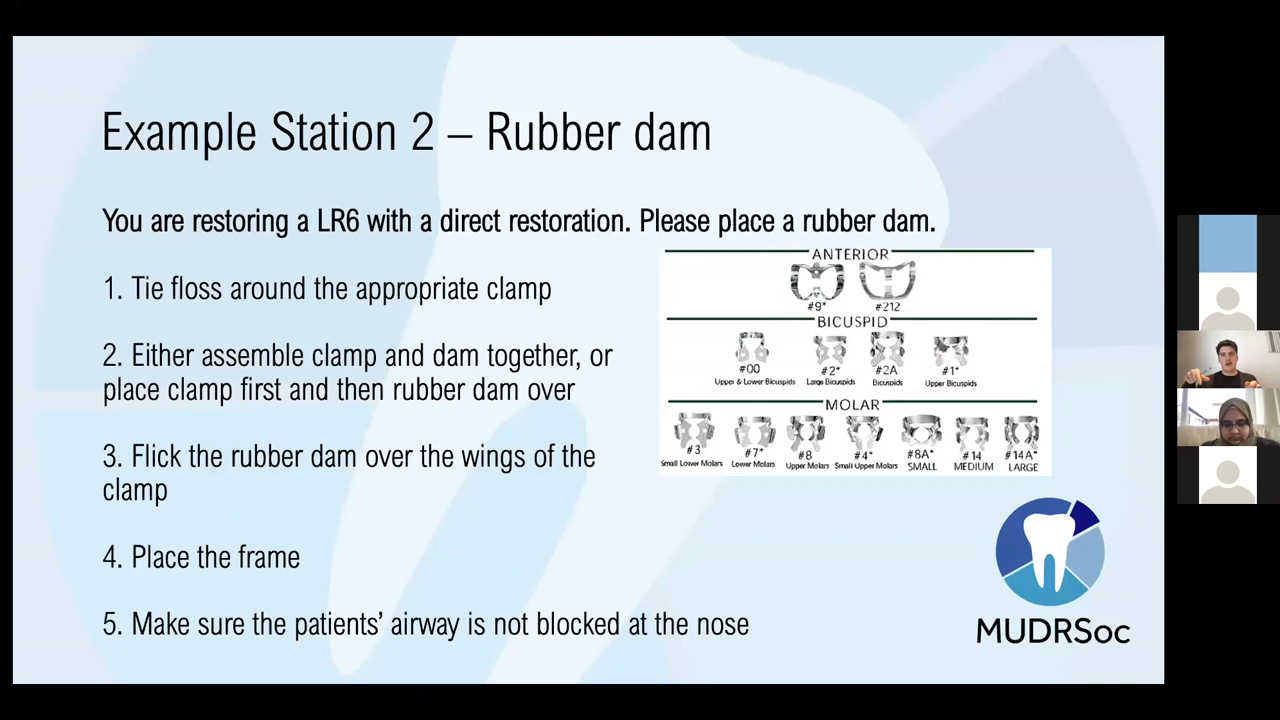 Example Station 2 – Rubber dam
You are restoring a LR6 with a direct restoration. Please place a rubber dam.
1. Tie floss around the appropriate clamp
2. Either assemble clamp and dam together, or
place clamp first and then rubber dam over
3. Flick the rubber dam over the wings of the
clamp
4. Place the frame
5. Make sure the patients’ airway is not blocked at the nose
ANTERIOR
#9* #212
BICUSPID
#00 #2* #2A #1*
Upper & Lower Bicuspids Large Bicuspids Bicuspids Upper Bicuspids
MOLAR
#3 #7* #8 #4* #8A* #14 #14A*
Small Lower Molars Lower Molars Upper Molars Small Upper Molars SMALL MEDIUM LARGE
MUDRSoc